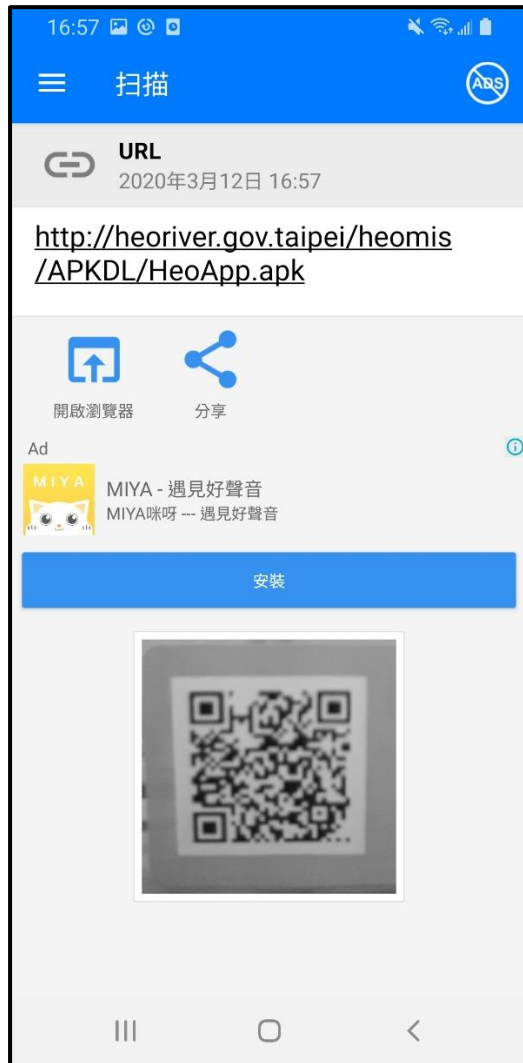 16:57
扫描
ADS
URL
2020年3月12日 16:57
http://heoriver.gov.taipei/heomis
/APKDL/HeoApp.apk
開啟瀏覽器
分享
Ad
MIYA
MIYA - 遇見好聲音
MIYA咪呀 --- 遇見好聲音
安裝